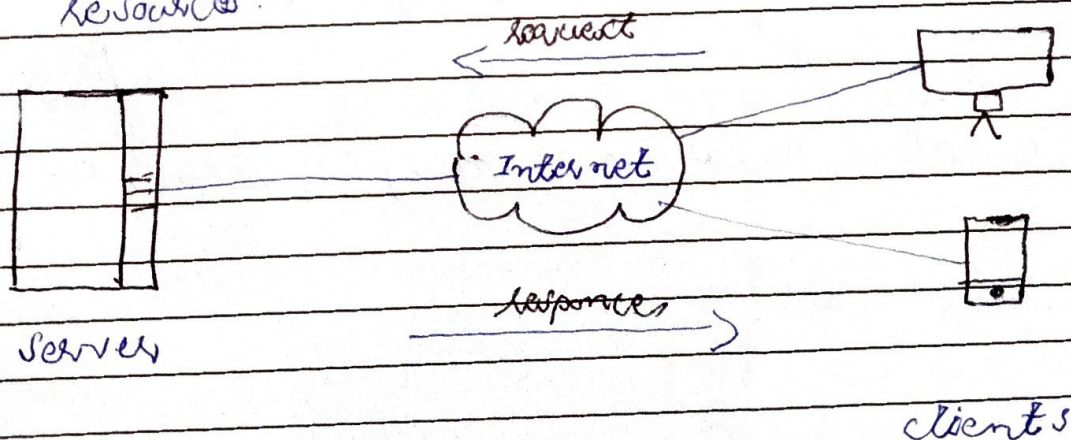 resources.
request
Internet
responces
server
clients